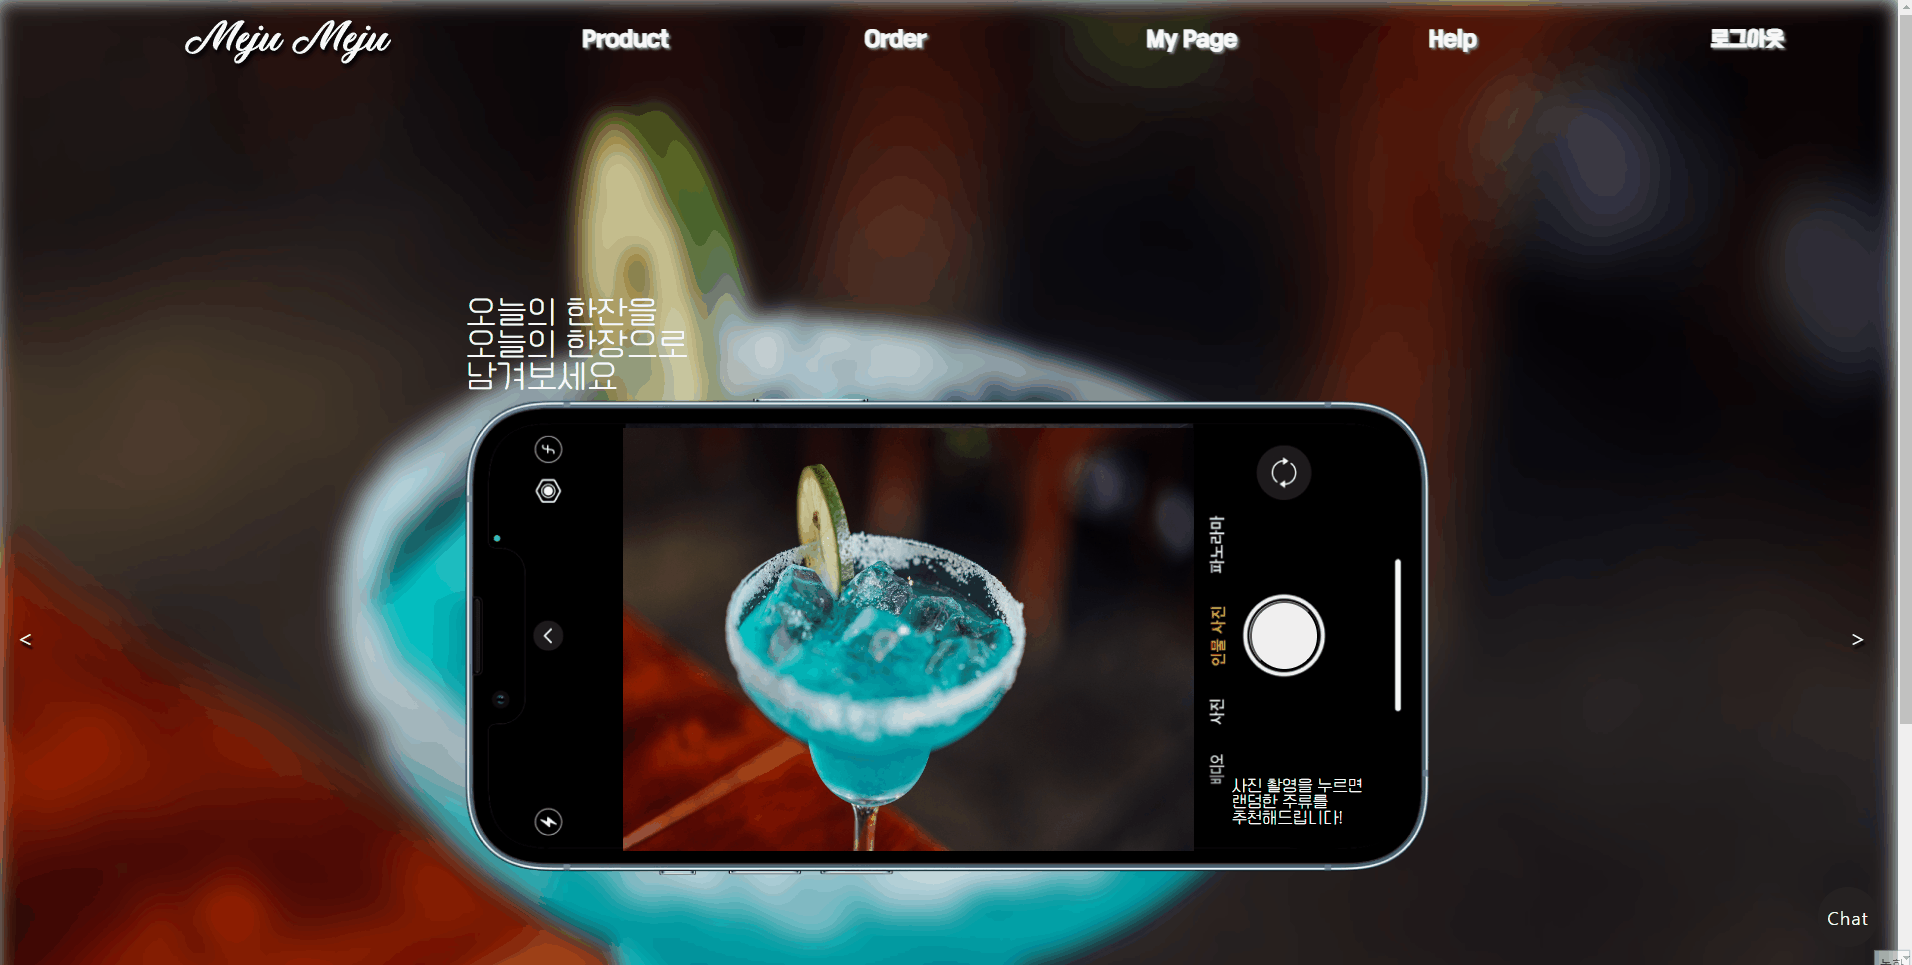 Meju Meju
Product
Order
My Page
Help
로그아웃
오늘의 한잔을
오늘의 한장으로
남겨보세요
파노라마
인물 사진
사진
비디오
사진 촬영을 누르면
랜덤한 주류를
추천해드립니다!
<
>
Chat